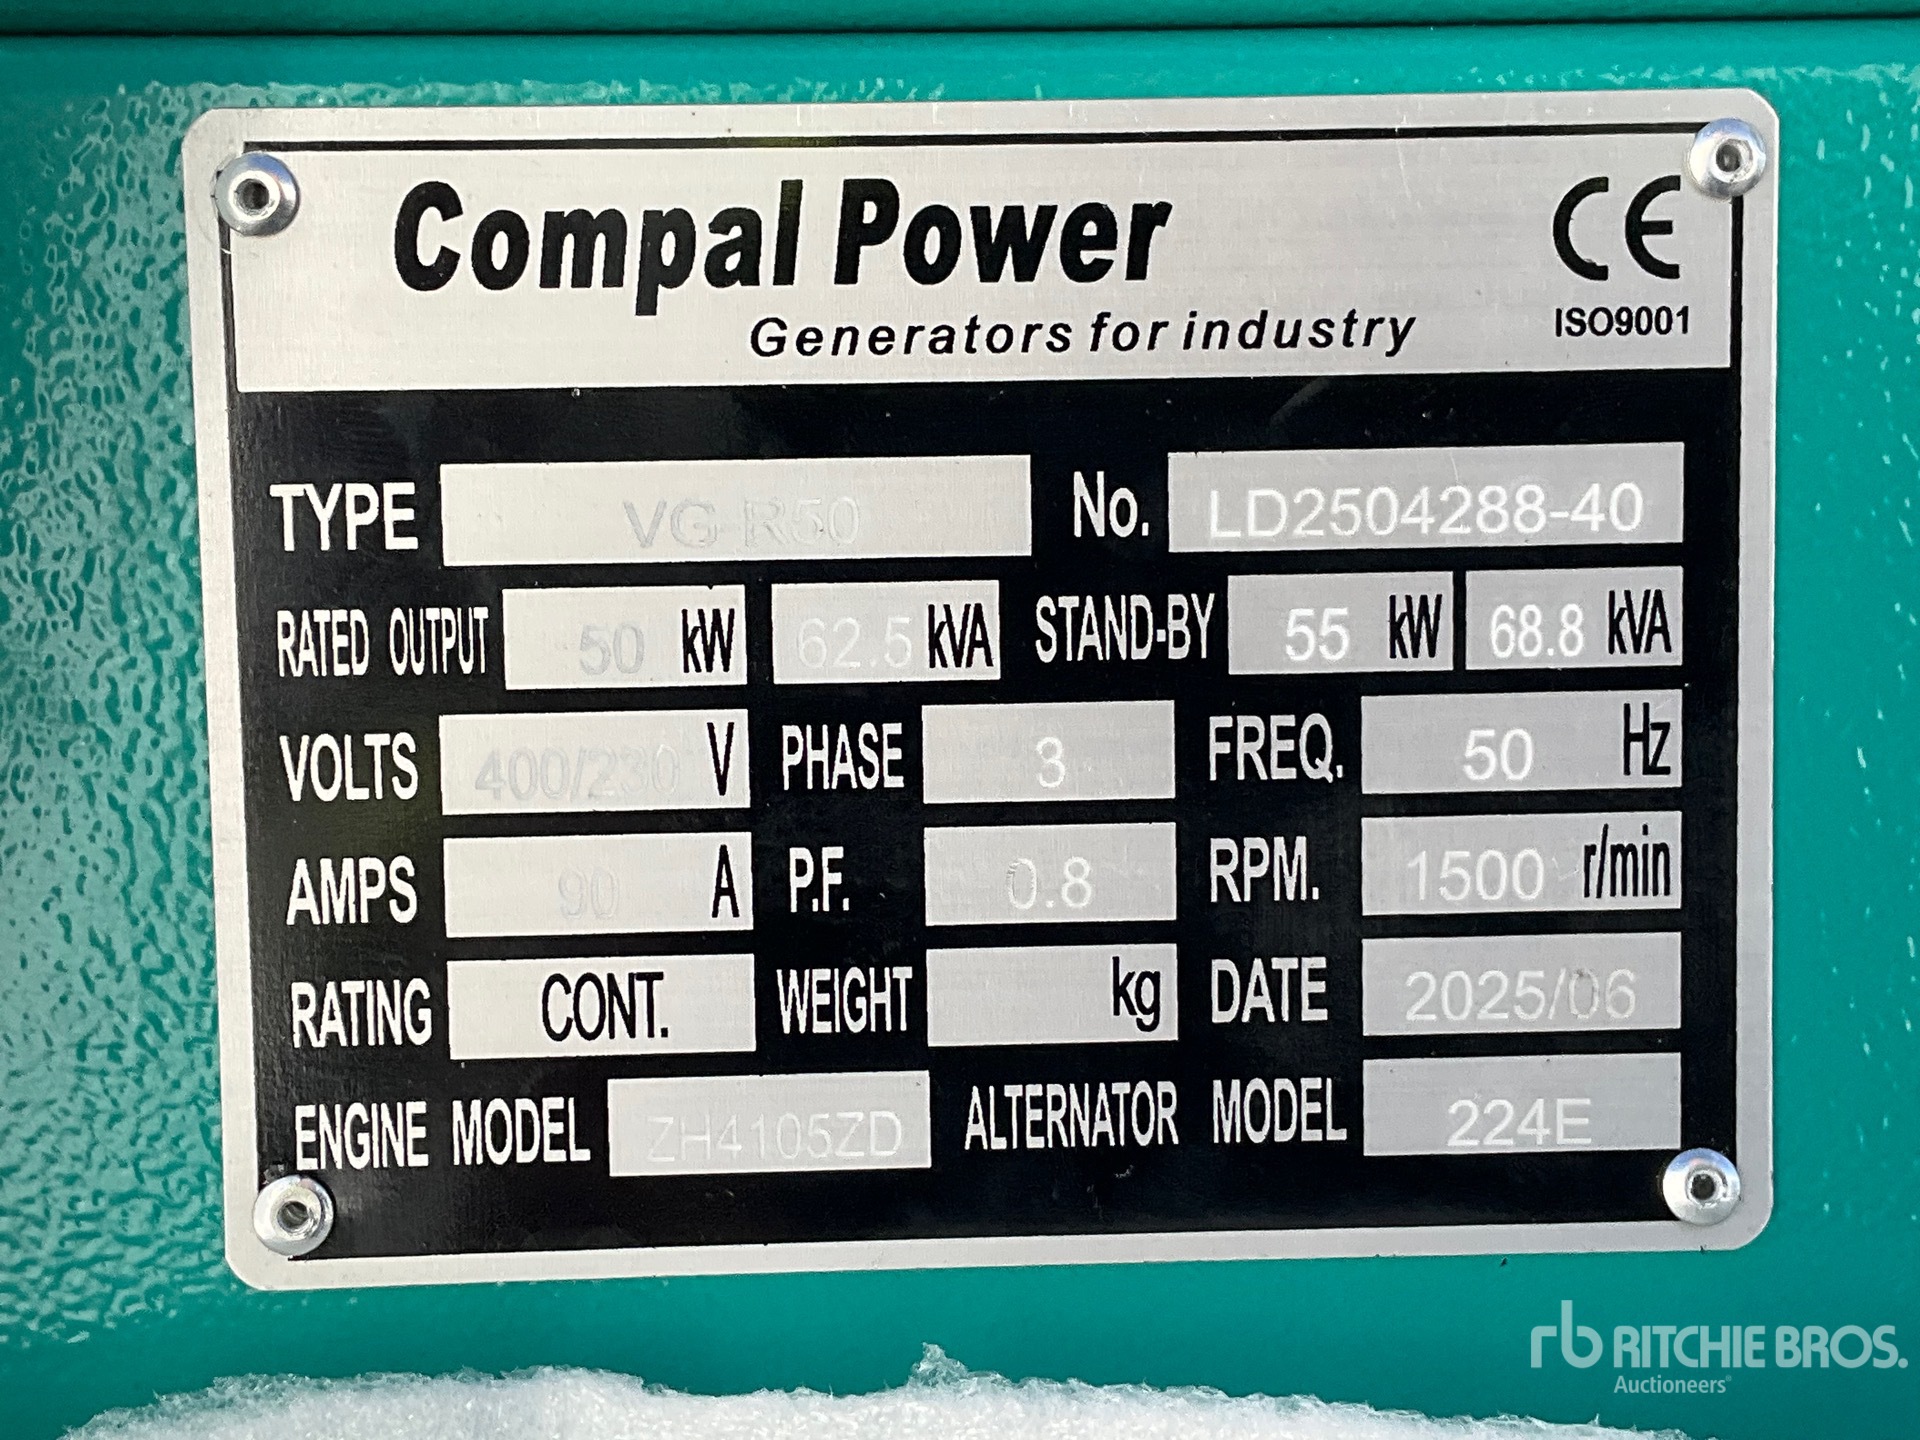 Compal Power
CE
Generators for industry
ISO9001
TYPE VG-R50 No. LD2504288-40
RATED OUTPUT 50 kW 62.5 kVA STAND-BY 55 kW 68.8 kVA
VOLTS 400/230 V PHASE 3 FREQ. 50 Hz
AMPS 90 A P.F. 0.8 RPM. 1500 r/min
RATING CONT. WEIGHT kg DATE 2025/06
ENGINE MODEL ZH4105ZD ALTERNATOR MODEL 224E
rb RITCHIE BROS.
Auctioneers